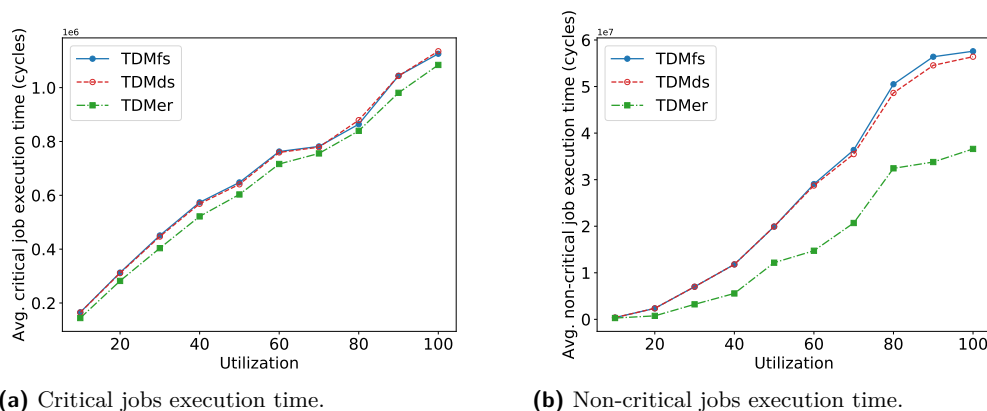 1e6
Avg. critical job execution time (cycles)
TDMfs
TDMds
TDMer
1.0
0.8
0.6
0.4
0.2
20 40 60 80 100
Utilization
(a) Critical jobs execution time.
1e7
Avg. non-critical job execution time (cycles)
TDMfs
TDMds
TDMer
6
5
4
3
2
1
0
20 40 60 80 100
Utilization
(b) Non-critical jobs execution time.